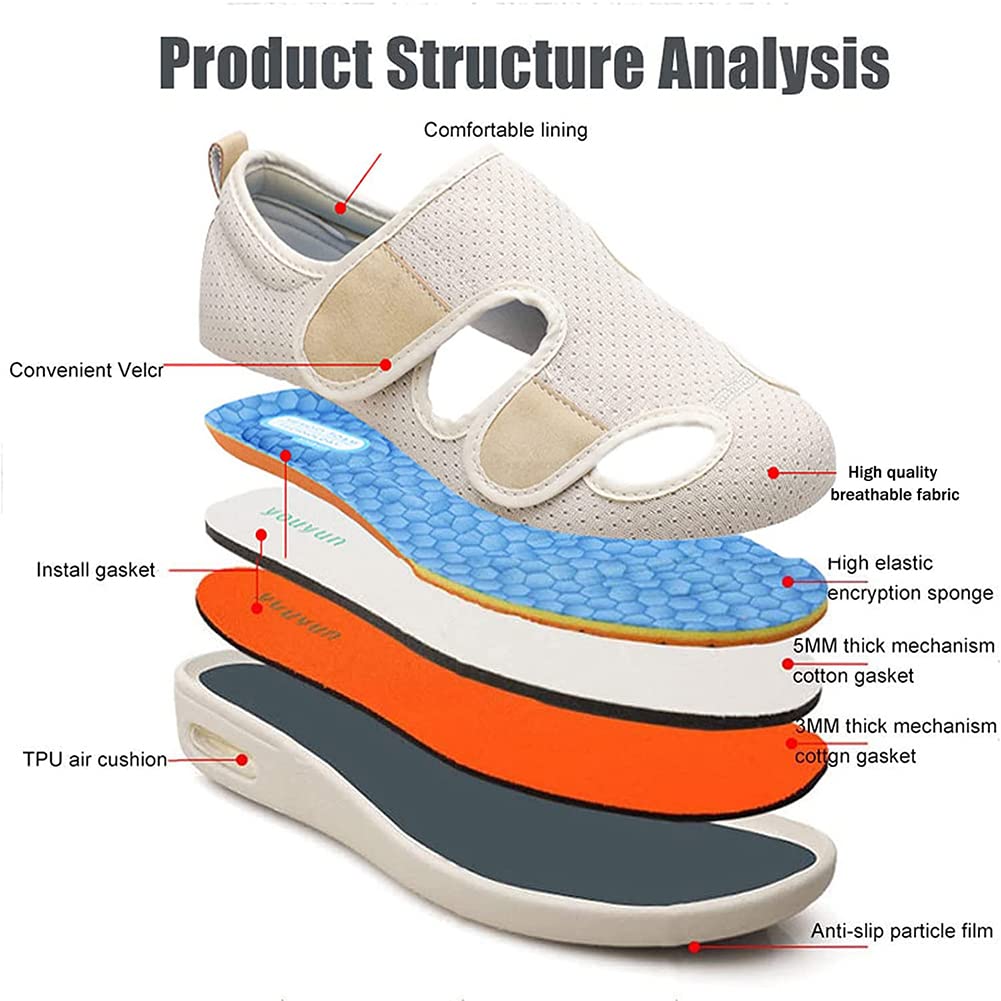 Product Structure Analysis
Comfortable lining
Convenient Velcr
High quality
breathable fabric
High elastic
encryption sponge
youyun
Install gasket
5MM thick mechanism
cotton gasket
youyun
3MM thick mechanism
cottgn gasket
TPU air cushion
Anti-slip particle film